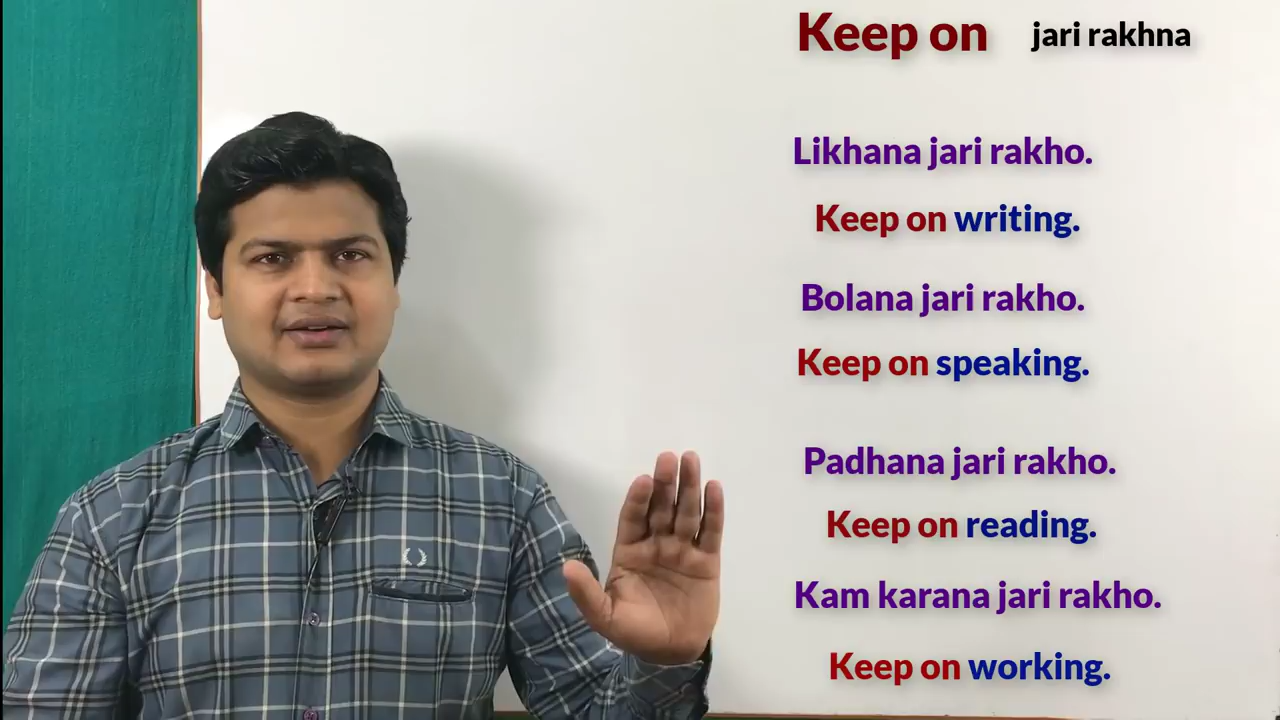 Keep on jari rakhna
Likhana jari rakho.
Keep on writing.
Bolana jari rakho.
Keep on speaking.
Padhana jari rakho.
Keep on reading.
Kam karana jari rakho.
Keep on working.